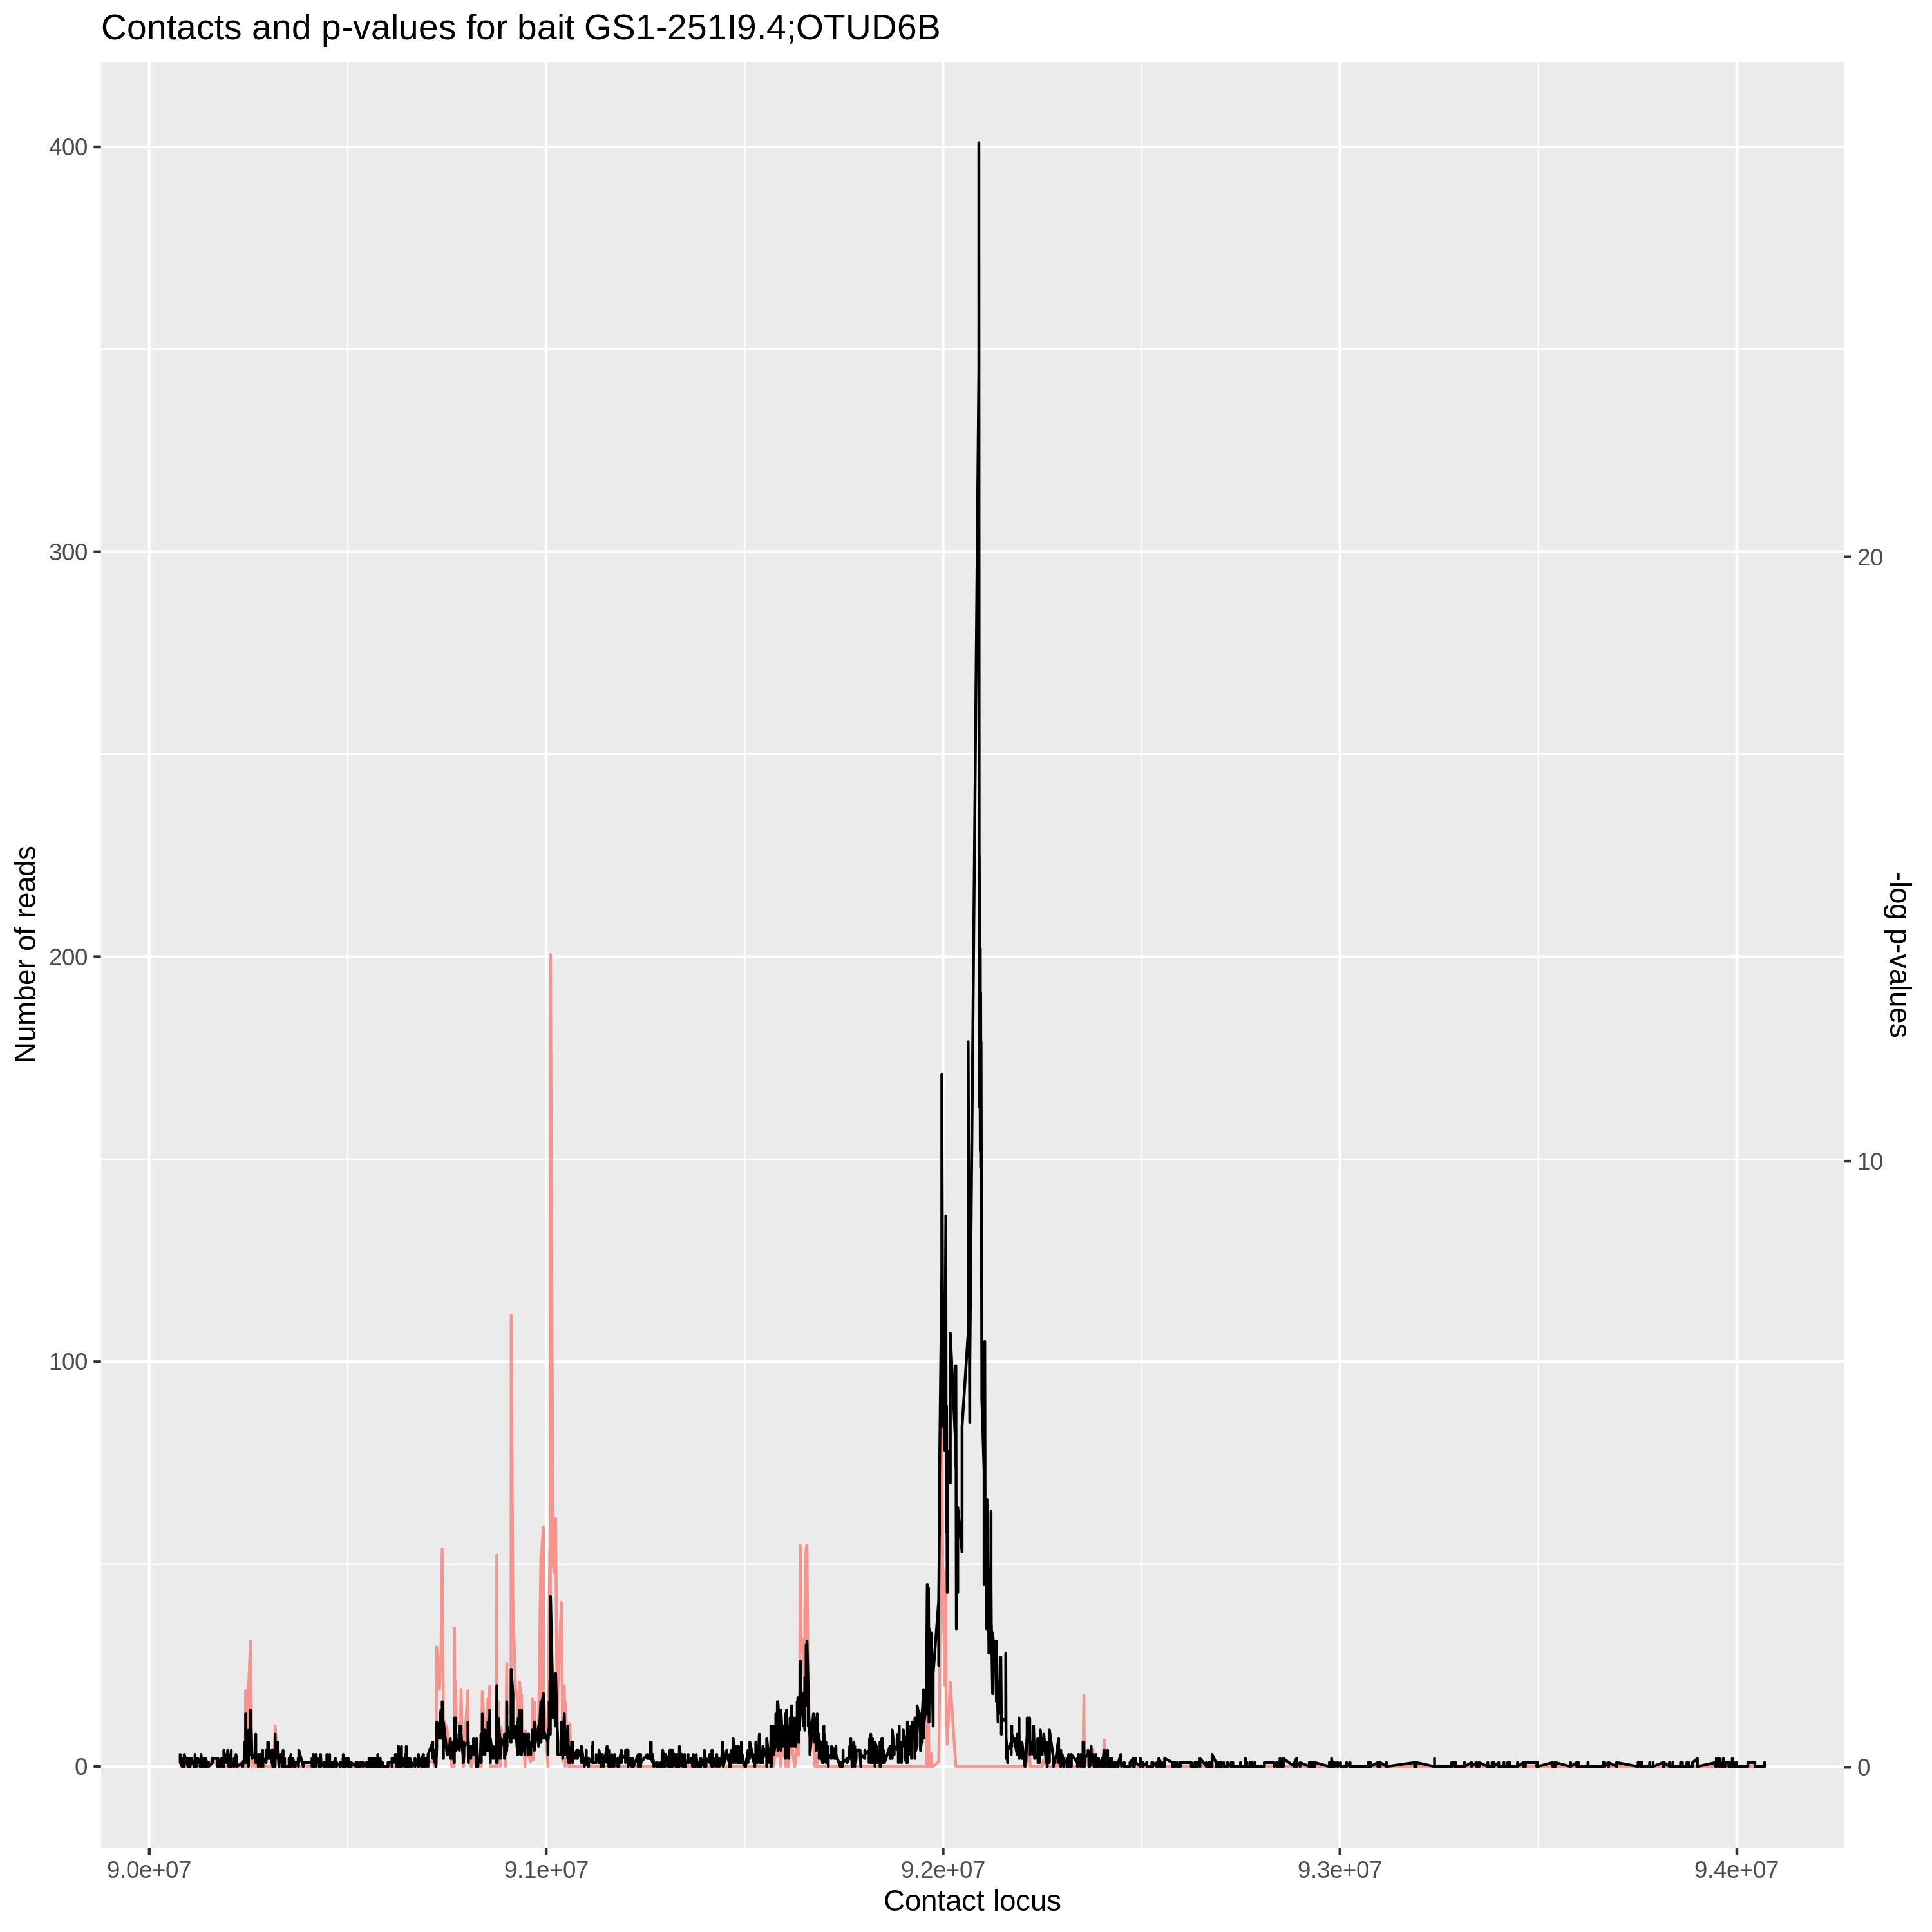 Contacts and p-values for bait GS1-251I9.4;OTUD6B
400
300
200
100
0
Number of reads
20
10
0
-log p-values
9.0e+07
9.1e+07
9.2e+07
9.3e+07
9.4e+07
Contact locus